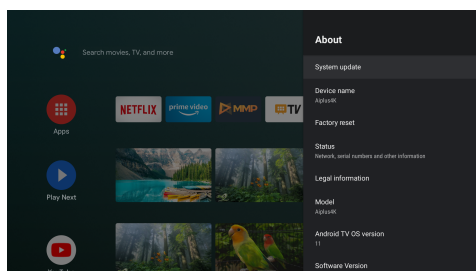 About
Search movies, TV, and more
System update
Device name
Aiplus4K
NETFLIX
prime video
MMP
TV
Factory reset
Apps
Status
Network, serial numbers and other information
Legal information
Play Next
Model
Aiplus4K
Android TV OS version
11
Software Version